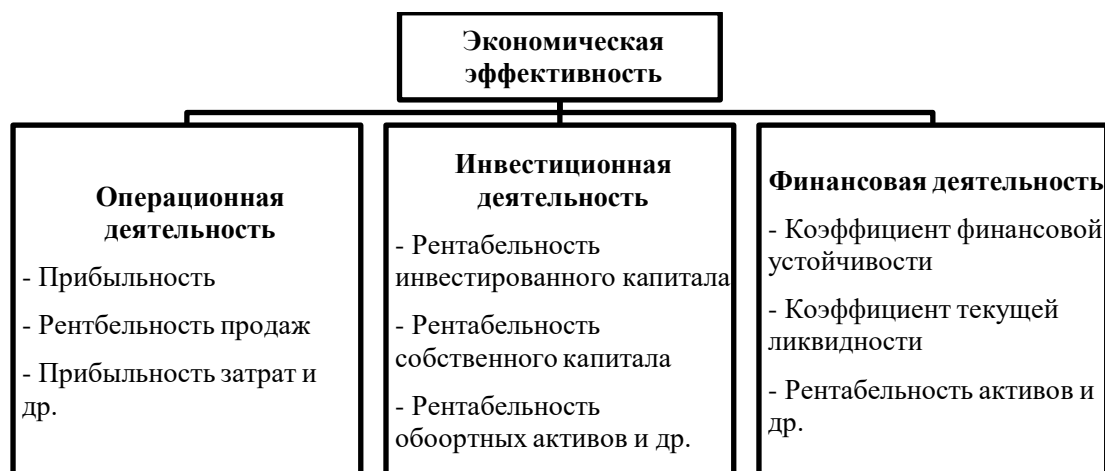 Экономическая
эффективность
Операционная
деятельность
- Прибыльность
- Рентбельность продаж
- Прибыльность затрат и
др.
Инвестиционная
деятельность
- Рентабельность
инвестированного капитала
- Рентабельность
собственного капитала
- Рентабельность
обоортных активов и др.
Финансовая деятельность
- Коэффициент финансовой
устойчивости
- Коэффициент текущей
ликвидности
- Рентабельность активов и
др.